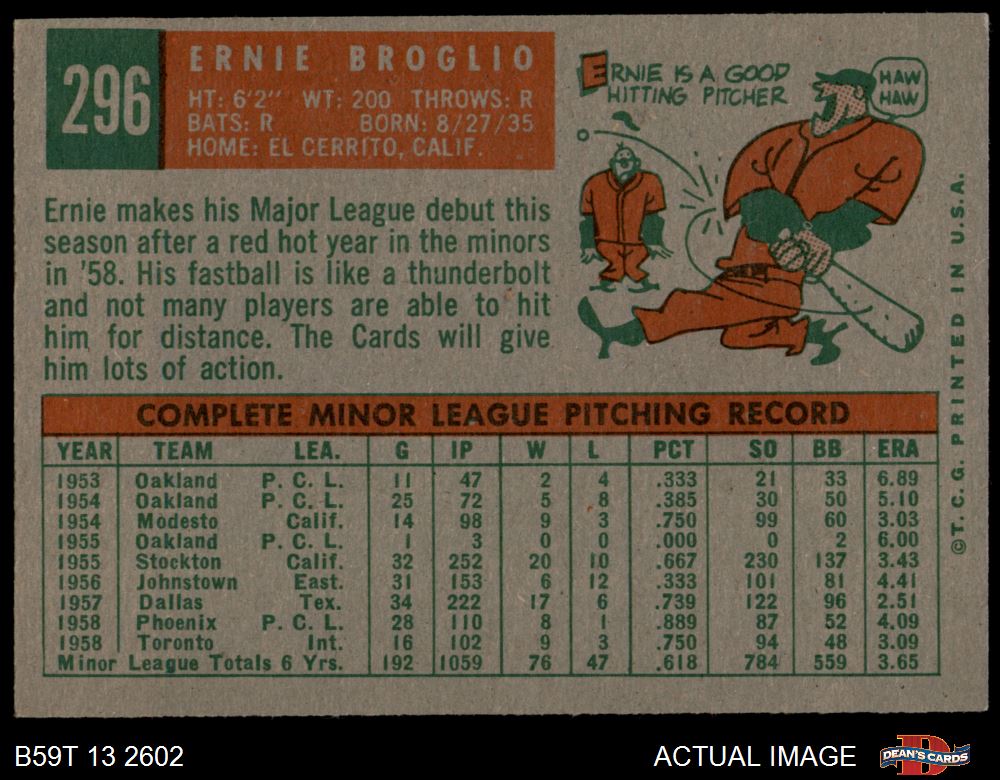 296
ERNIE BROGLIO
HT: 6'2" WT: 200 THROWS: R
BATS: R BORN: 8/27/35
HOME: EL CERRITO, CALIF.
ERNIE IS A GOOD
HITTING PITCHER
HAW
HAW
Ernie makes his Major League debut this
season after a red hot year in the minors
in '58. His fastball is like a thunderbolt
and not many players are able to hit
him for distance. The Cards will give
him lots of action.
COMPLETE MINOR LEAGUE PITCHING RECORD
YEAR TEAM LEA. G IP W L PCT SO BB ERA
1953 Oakland P. C. L. 11 47 2 4 .333 21 33 6.89
1954 Oakland P. C. L. 25 72 5 8 .385 30 50 5.10
1954 Modesto Calif. 14 98 9 3 .750 99 60 3.03
1955 Oakland P. C. L. 1 3 0 0 .000 0 2 6.00
1955 Stockton Calif. 32 252 20 10 .667 230 137 3.43
1956 Johnstown East. 31 153 6 12 .333 101 81 4.41
1957 Dallas Tex. 34 222 17 6 .739 122 96 2.51
1958 Phoenix P. C. L. 28 110 8 1 .889 87 52 4.09
1958 Toronto Int. 16 102 9 3 .750 94 48 3.09
Minor League Totals 6 Yrs. 192 1059 76 47 .618 784 559 3.65
©T. C. G. PRINTED IN U.S.A.
B59T 13 2602
ACTUAL IMAGE
D
DEAN'S CARDS